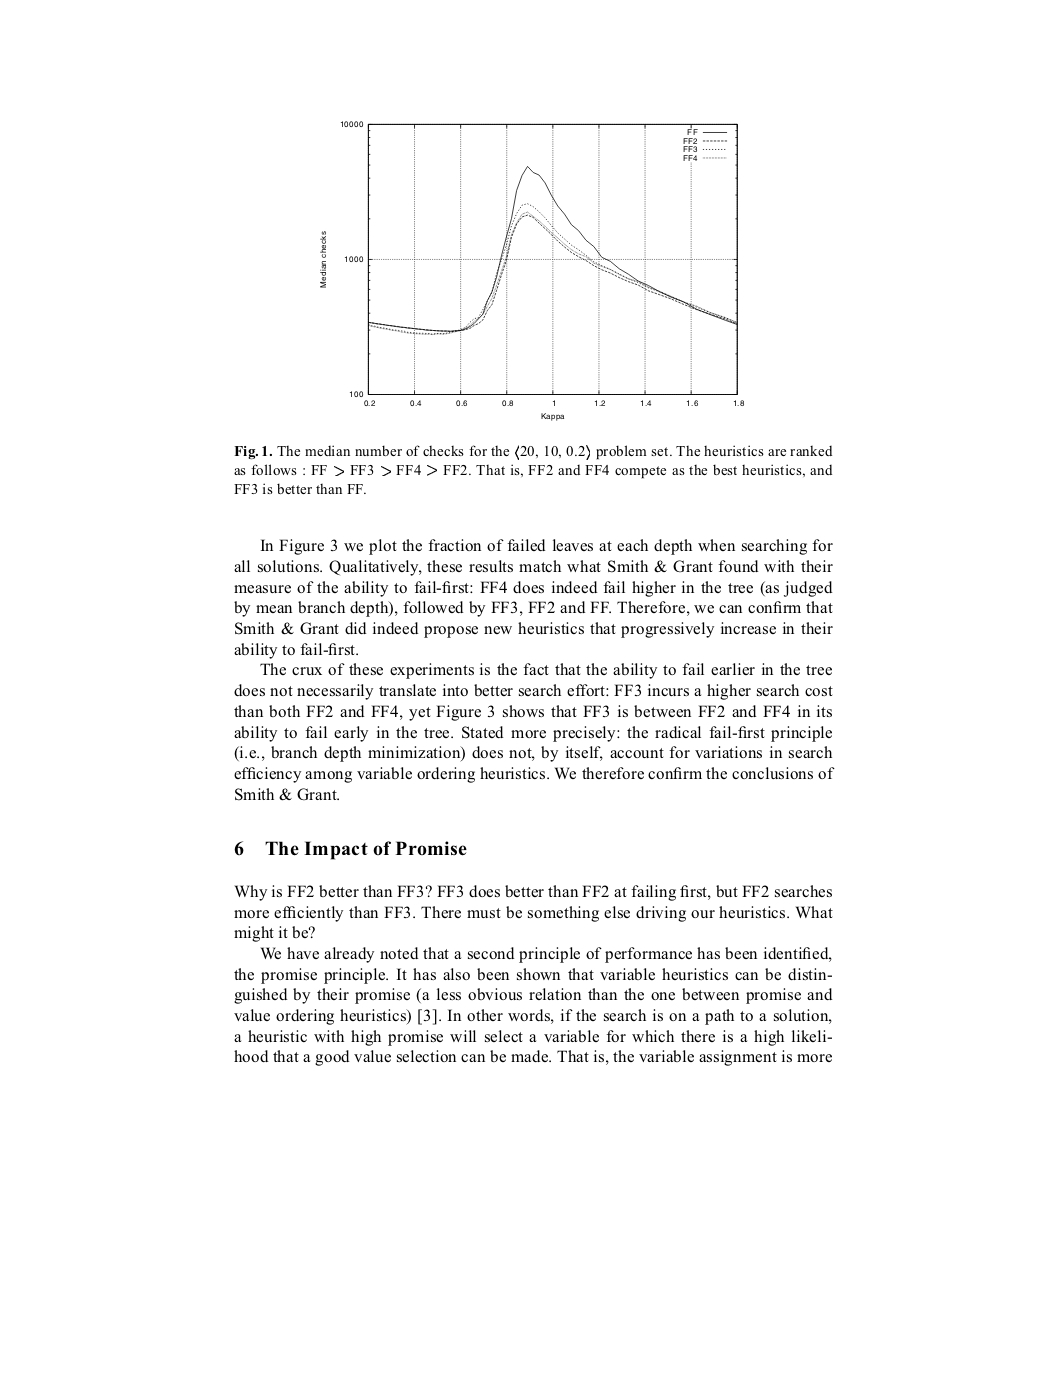 10000
1000
100
Median checks
FF
FF2
FF3
FF4
0.2 0.4 0.6 0.8 1 1.2 1.4 1.6 1.8
Kappa
Fig. 1. The median number of checks for the ⟨20, 10, 0.2⟩ problem set. The heuristics are ranked
as follows : FF > FF3 > FF4 > FF2. That is, FF2 and FF4 compete as the best heuristics, and
FF3 is better than FF.
In Figure 3 we plot the fraction of failed leaves at each depth when searching for
all solutions. Qualitatively, these results match what Smith & Grant found with their
measure of the ability to fail-first: FF4 does indeed fail higher in the tree (as judged
by mean branch depth), followed by FF3, FF2 and FF. Therefore, we can confirm that
Smith & Grant did indeed propose new heuristics that progressively increase in their
ability to fail-first.
The crux of these experiments is the fact that the ability to fail earlier in the tree
does not necessarily translate into better search effort: FF3 incurs a higher search cost
than both FF2 and FF4, yet Figure 3 shows that FF3 is between FF2 and FF4 in its
ability to fail early in the tree. Stated more precisely: the radical fail-first principle
(i.e., branch depth minimization) does not, by itself, account for variations in search
efficiency among variable ordering heuristics. We therefore confirm the conclusions of
Smith & Grant.
6 The Impact of Promise
Why is FF2 better than FF3? FF3 does better than FF2 at failing first, but FF2 searches
more efficiently than FF3. There must be something else driving our heuristics. What
might it be?
We have already noted that a second principle of performance has been identified,
the promise principle. It has also been shown that variable heuristics can be distin-
guished by their promise (a less obvious relation than the one between promise and
value ordering heuristics) [3]. In other words, if the search is on a path to a solution,
a heuristic with high promise will select a variable for which there is a high likeli-
hood that a good value selection can be made. That is, the variable assignment is more